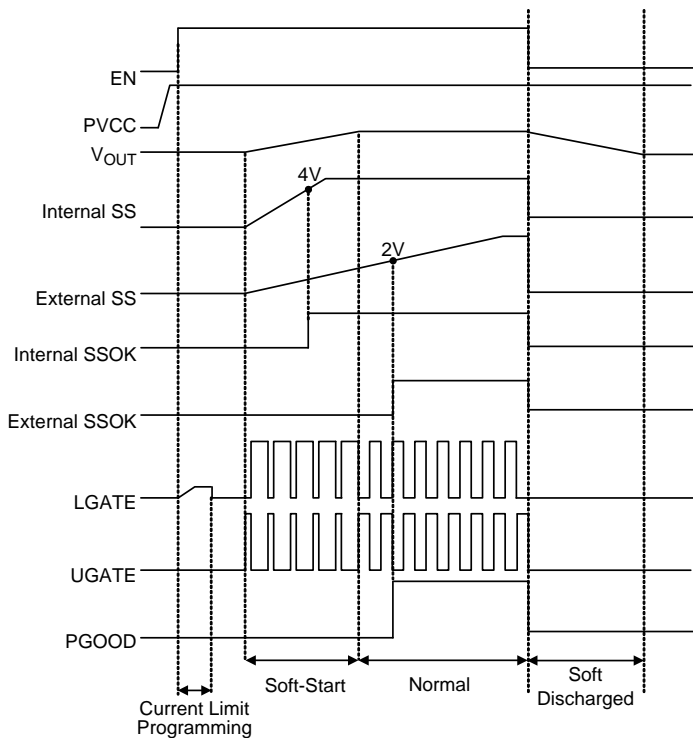 EN
PVCC
VOUT
4V
Internal SS
2V
External SS
Internal SSOK
External SSOK
LGATE
UGATE
PGOOD
Soft-Start
Normal
Soft
Discharged
Current Limit
Programming